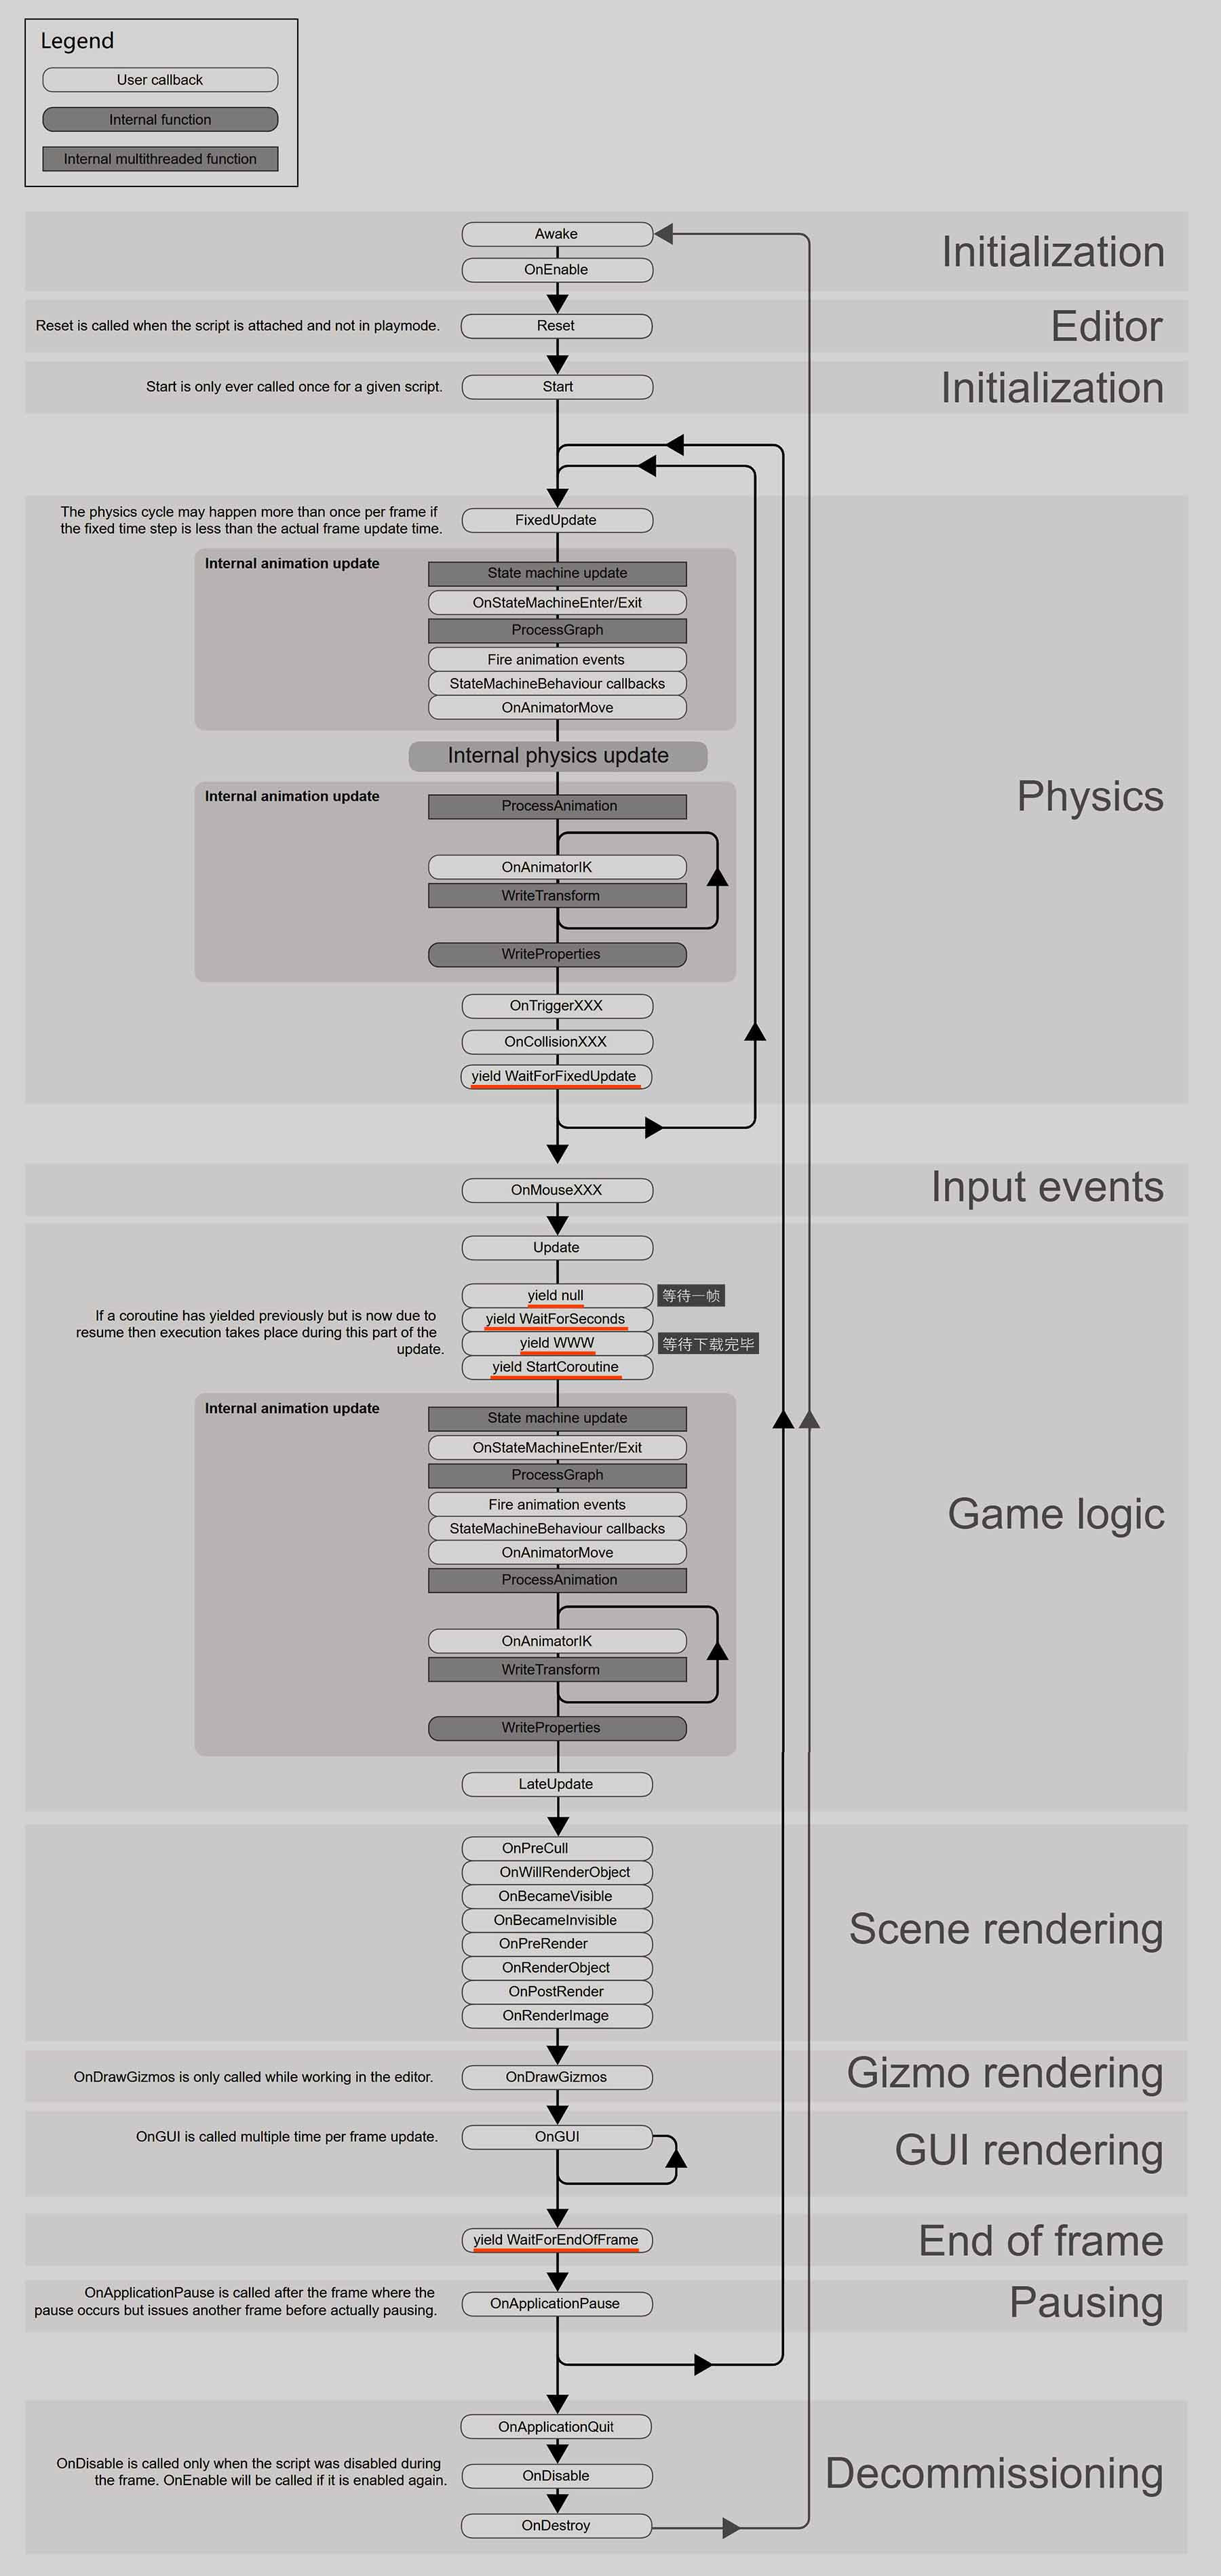 Legend
User callback
Internal function
Internal multithreaded function
Awake
Initialization
OnEnable
Reset is called when the script is attached and not in playmode.
Reset
Editor
Start is only ever called once for a given script.
Start
Initialization
The physics cycle may happen more than once per frame if
the fixed time step is less than the actual frame update time.
FixedUpdate
Internal animation update
State machine update
OnStateMachineEnter/Exit
ProcessGraph
Fire animation events
StateMachineBehaviour callbacks
OnAnimatorMove
Internal physics update
Physics
Internal animation update
ProcessAnimation
OnAnimatorIK
WriteTransform
WriteProperties
OnTriggerXXX
OnCollisionXXX
yield WaitForFixedUpdate
OnMouseXXX
Input events
Update
yield null
等待一帧
If a coroutine has yielded previously but is now due to
resume then execution takes place during this part of the
update.
yield WaitForSeconds
yield WWW
等待下载完毕
yield StartCoroutine
Internal animation update
State machine update
OnStateMachineEnter/Exit
ProcessGraph
Fire animation events
StateMachineBehaviour callbacks
OnAnimatorMove
ProcessAnimation
Game logic
OnAnimatorIK
WriteTransform
WriteProperties
LateUpdate
OnPreCull
OnWillRenderObject
OnBecameVisible
OnBecameInvisible
OnPreRender
OnRenderObject
OnPostRender
OnRenderImage
Scene rendering
OnDrawGizmos is only called while working in the editor.
OnDrawGizmos
Gizmo rendering
OnGUI is called multiple time per frame update.
OnGUI
GUI rendering
yield WaitForEndOfFrame
End of frame
OnApplicationPause is called after the frame where the
pause occurs but issues another frame before actually pausing.
OnApplicationPause
Pausing
OnApplicationQuit
OnDisable is called only when the script was disabled during
the frame. OnEnable will be called if it is enabled again.
OnDisable
Decommissioning
OnDestroy